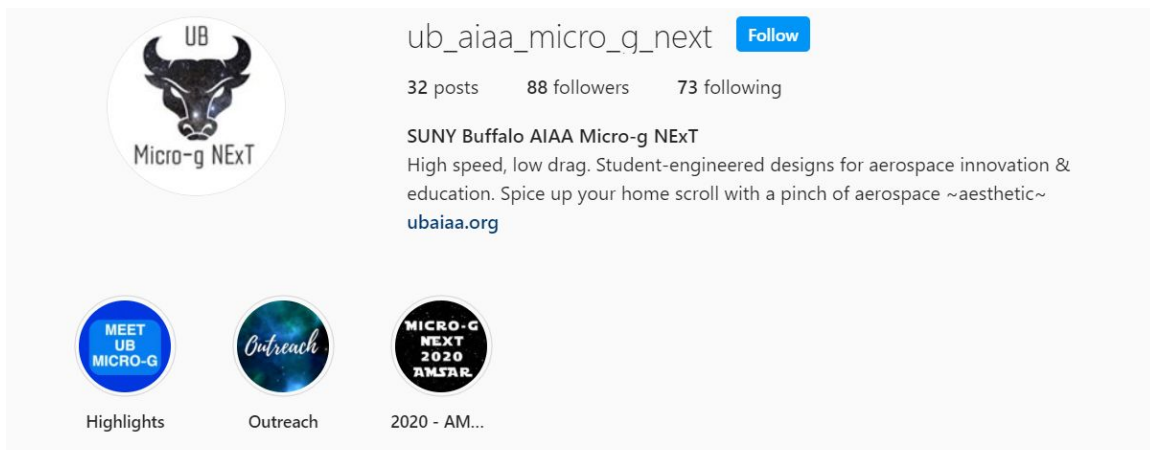 UB
Micro-g NExT
ub_aiaa_micro_g_next Follow
32 posts 88 followers 73 following
SUNY Buffalo AIAA Micro-g NExT
High speed, low drag. Student-engineered designs for aerospace innovation &
education. Spice up your home scroll with a pinch of aerospace ~aesthetic~
ubaiaa.org
MEET
UB
MICRO-G
Highlights
Outreach
Outreach
MICRO-G
NEXT
2020
AMSAR
2020 - AM...